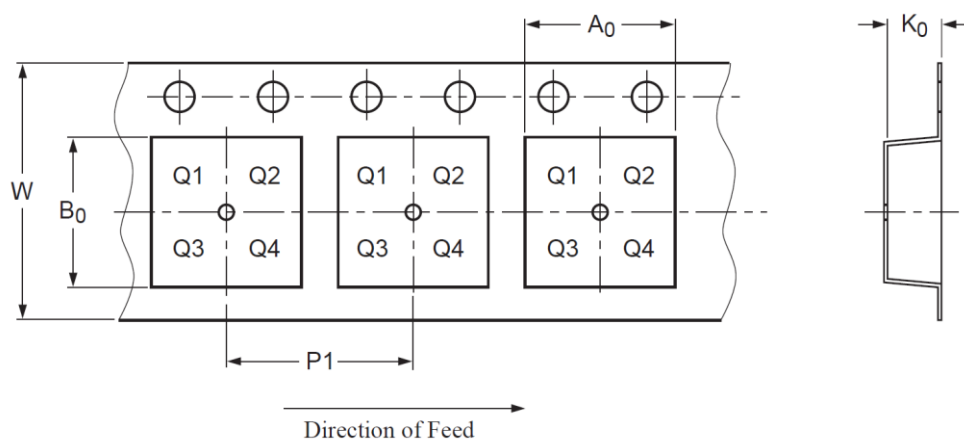 A0
K0
Q1 Q2 Q1 Q2 Q1 Q2
W
B0
Q3 Q4 Q3 Q4 Q3 Q4
P1
Direction of Feed